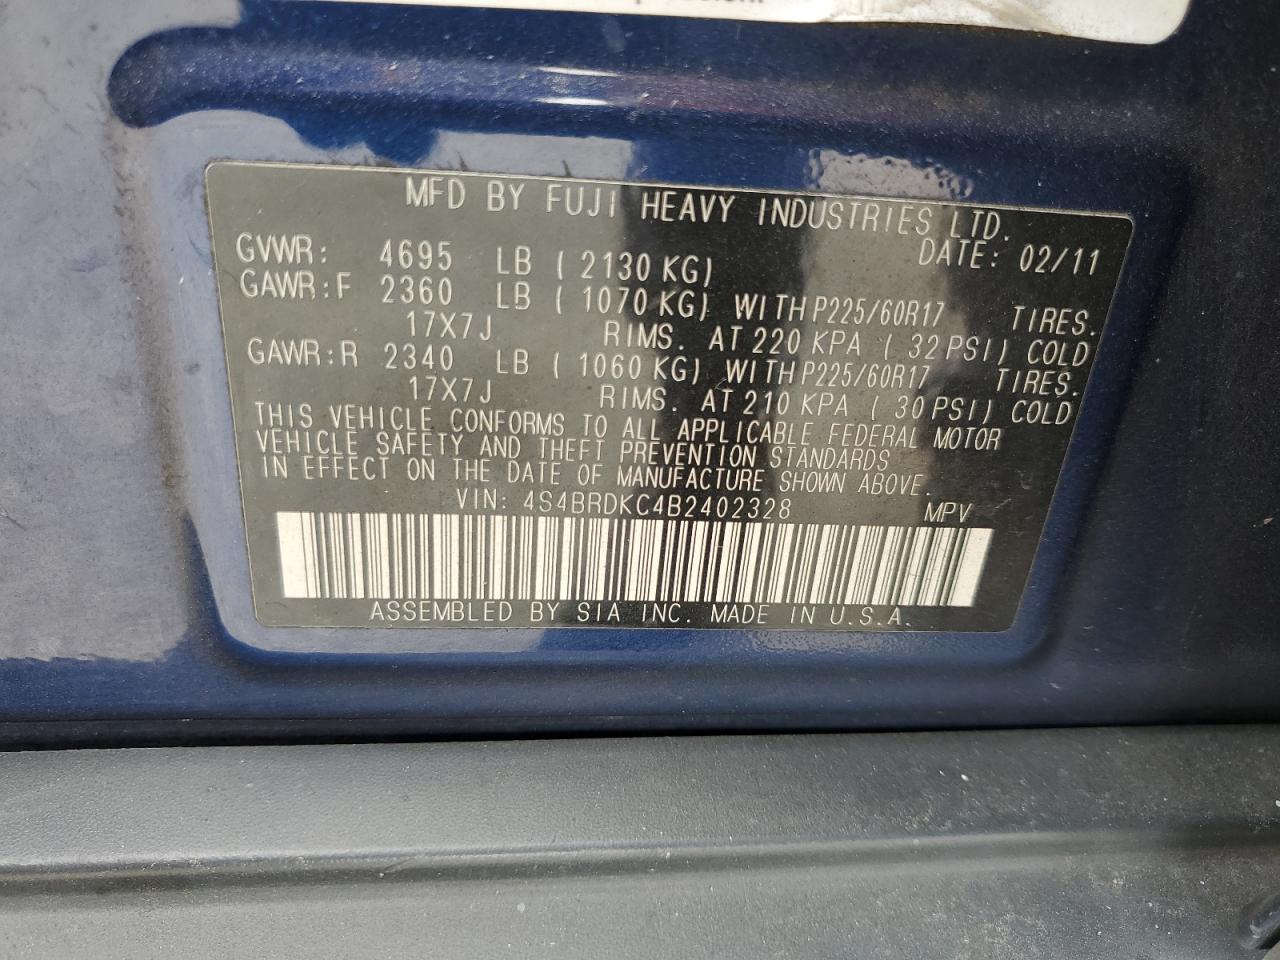 MFD BY FUJI HEAVY INDUSTRIES LTD.
DATE: 02/11
GVWR: 4695 LB (2130 KG)
GAWR:F 2360 LB (1070 KG) WITH P225/60R17 TIRES.
17X7J RIMS. AT 220 KPA (32 PSI) COLD
GAWR:R 2340 LB (1060 KG) WITH P225/60R17 TIRES.
17X7J RIMS. AT 210 KPA (30 PSI) COLD
THIS VEHICLE CONFORMS TO ALL APPLICABLE FEDERAL MOTOR
VEHICLE SAFETY AND THEFT PREVENTION STANDARDS
IN EFFECT ON THE DATE OF MANUFACTURE SHOWN ABOVE.
VIN: 4S4BRDKC4B2402328 MPV
ASSEMBLED BY SIA INC. MADE IN U.S.A.